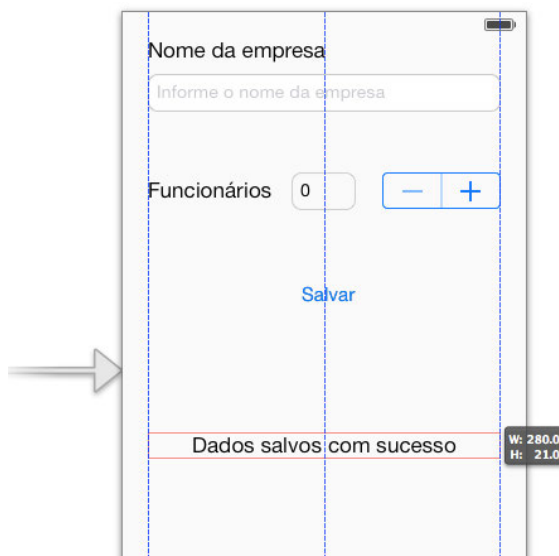 Nome da empresa
Informe o nome da empresa
Funcionários 0
Salvar
Dados salvos com sucesso
W: 280.0
H: 21.0